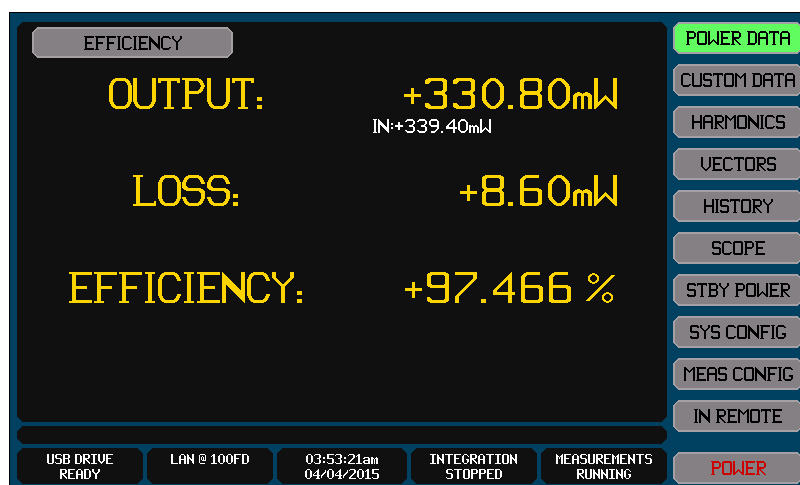 EFFICIENCY
OUTPUT: +330.80mW
IN:+339.40mW
LOSS: +8.60mW
EFFICIENCY: +97.466 %
POWER DATA
CUSTOM DATA
HARMONICS
VECTORS
HISTORY
SCOPE
STBY POWER
SYS CONFIG
MEAS CONFIG
IN REMOTE
POWER
USB DRIVE
READY
LAN @ 100FD
03:53:21am
04/04/2015
INTEGRATION
STOPPED
MEASUREMENTS
RUNNING